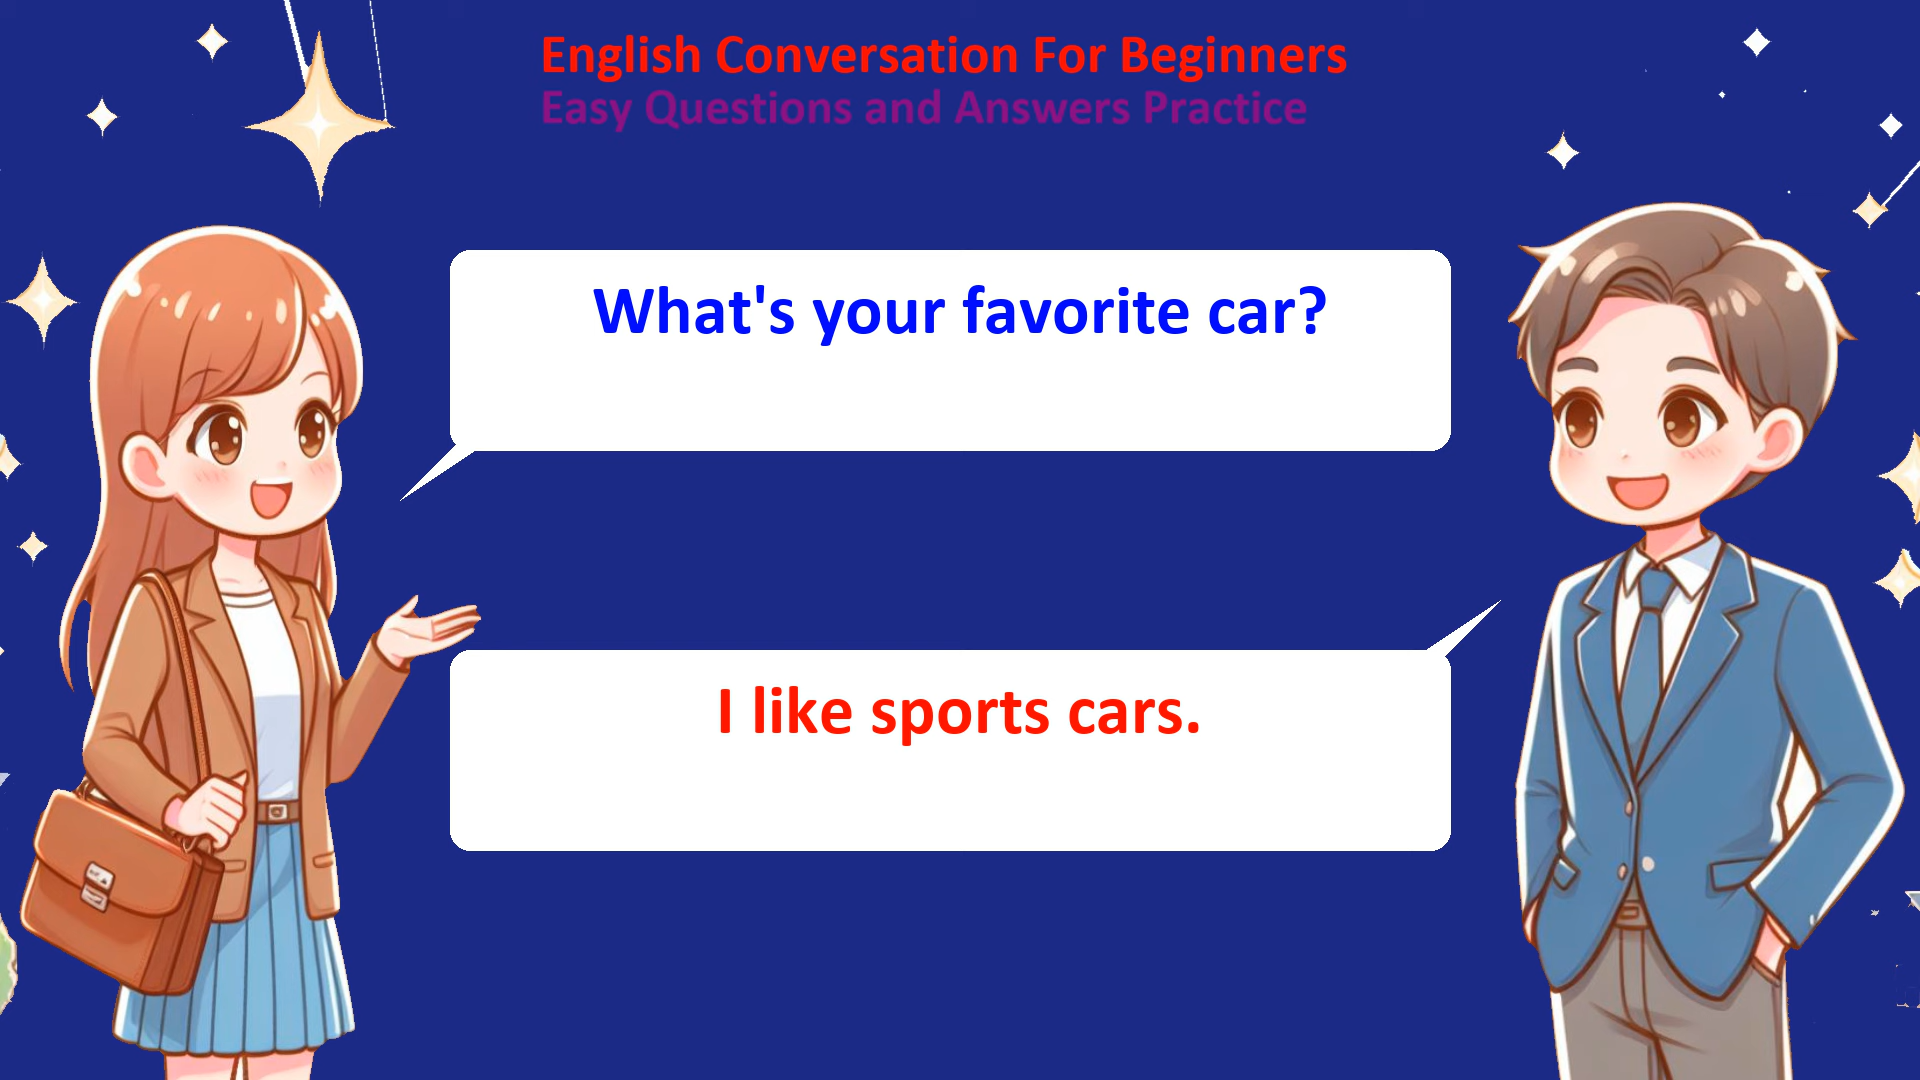 English Conversation For Beginners
Easy Questions and Answers Practice
What's your favorite car?
I like sports cars.